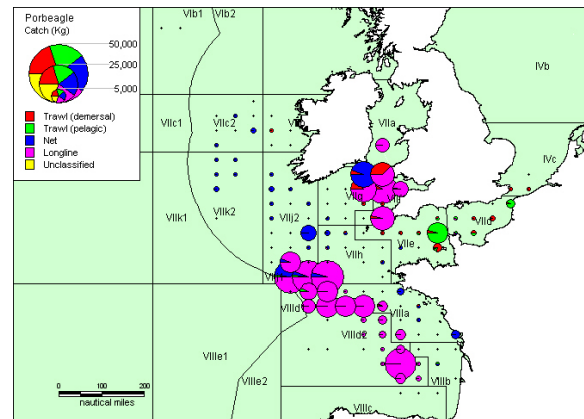 Porbeagle
Catch (Kg)
50,000
25,000
5,000
Trawl (demersal)
Trawl (pelagic)
Net
Longline
Unclassified
VIb1
VIb2
IVb
VIIa
VIIc1
VIIc2
IVc
VIIg
VIId
VIIk1
VIIk2
VIIj2
VIIe
VIIh
VIIId
VIIIa
VIIId2
VIIIe1
VIIIe2
VIIIb
VIIIc
0
100
200
nautical miles